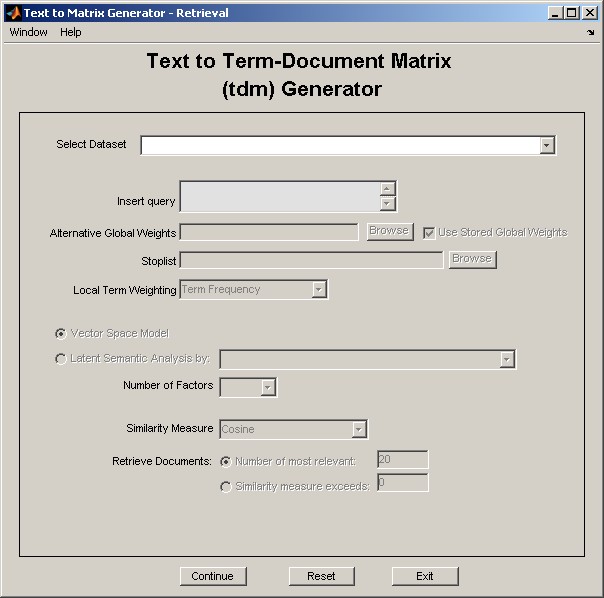 Text to Matrix Generator - Retrieval
Window Help
Text to Term-Document Matrix
(tdm) Generator
Select Dataset
Insert query
Alternative Global Weights Browse Use Stored Global Weights
Stoplist Browse
Local Term Weighting Term Frequency
Vector Space Model
Latent Semantic Analysis by:
Number of Factors
Similarity Measure Cosine
Retrieve Documents: Number of most relevant: 20
Similarity measure exceeds: 0
Continue Reset Exit